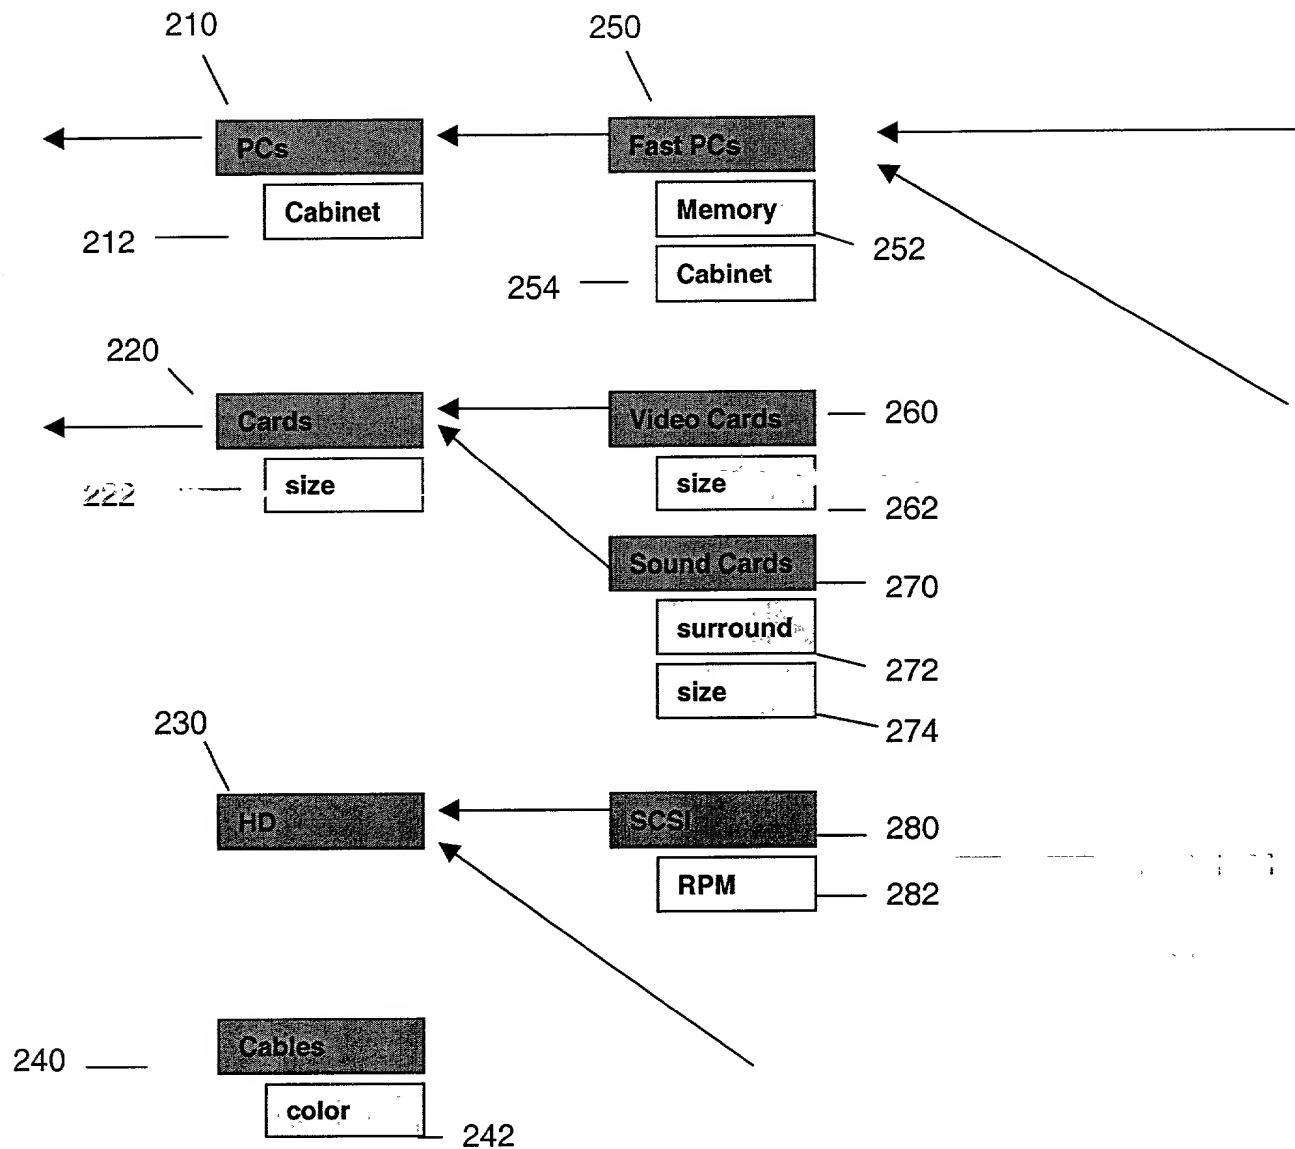 210
250
PCs
Fast PCs
Cabinet
Memory
212
252
254
Cabinet
220
Cards
Video Cards
260
222
size
size
262
Sound Cards
270
surround
272
size
274
230
HD
SCSI
280
RPM
282
240
Cables
color
242